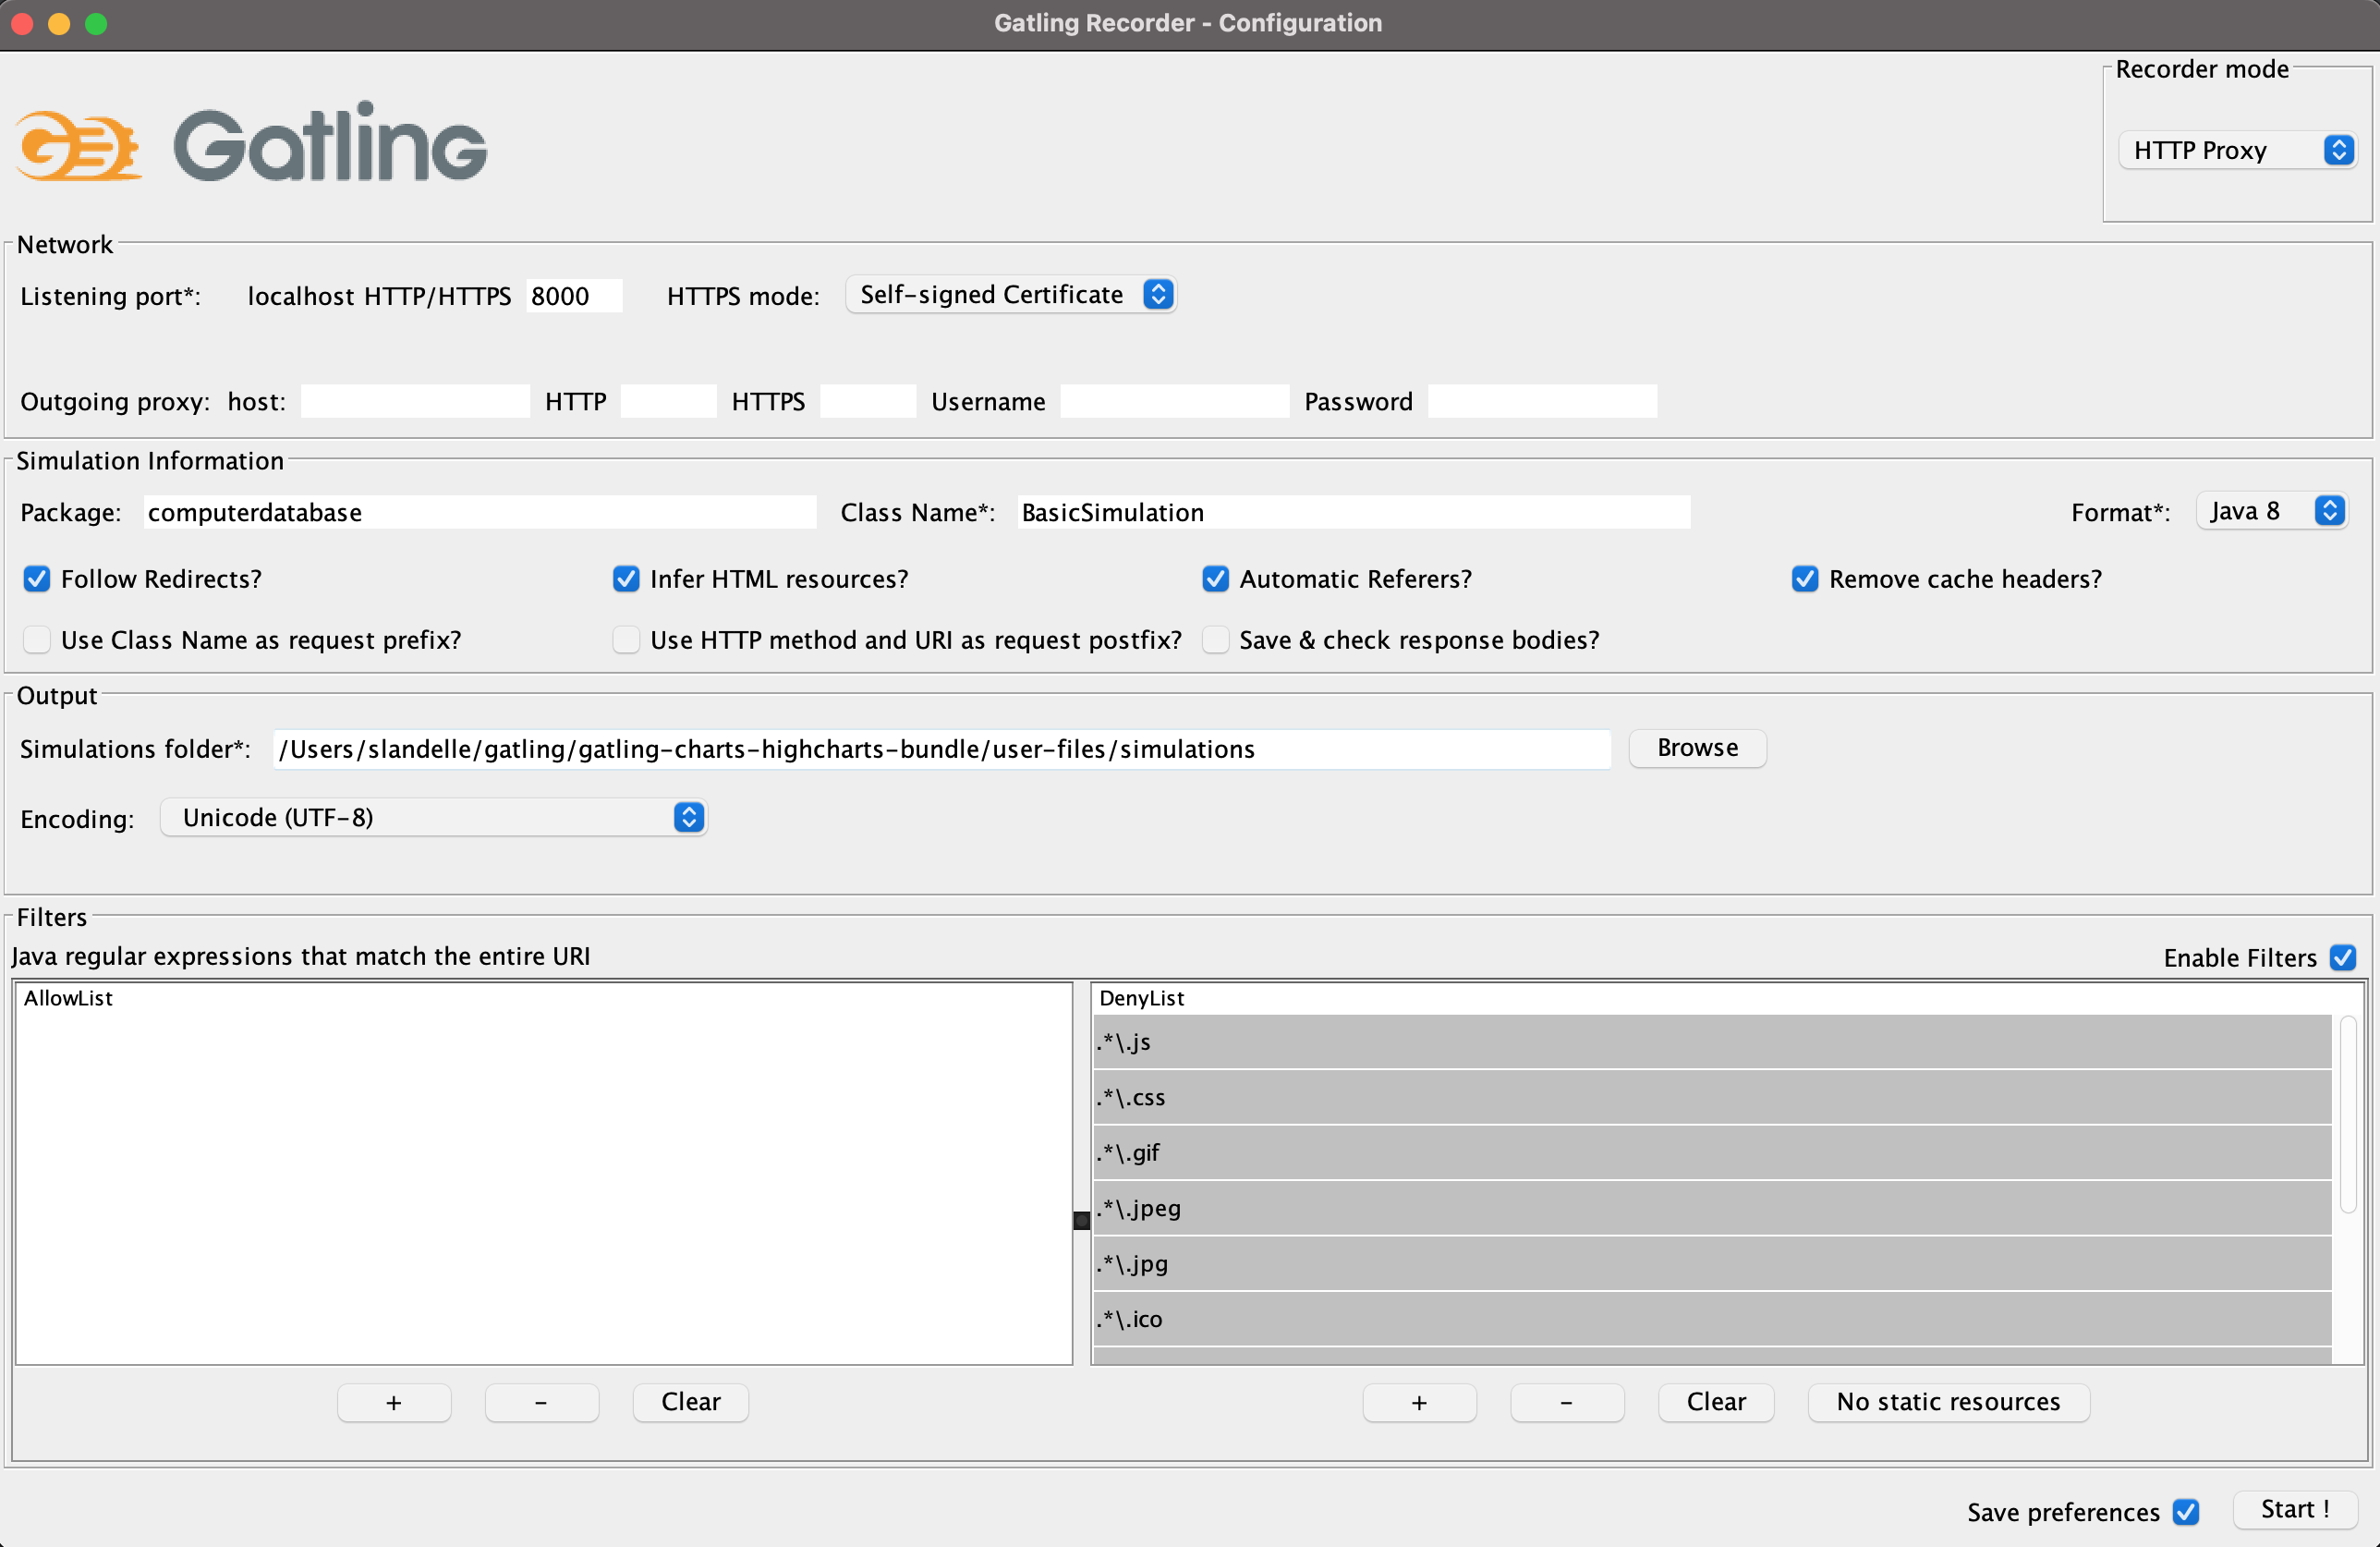 Gatling Recorder - Configuration
Gatling
Recorder mode
HTTP Proxy
Network
Listening port*: localhost HTTP/HTTPS 8000 HTTPS mode: Self-signed Certificate
Outgoing proxy: host: HTTP HTTPS Username Password
Simulation Information
Package: computerdatabase Class Name*: BasicSimulation Format*: Java 8
Follow Redirects? Infer HTML resources? Automatic Referers? Remove cache headers?
Use Class Name as request prefix? Use HTTP method and URI as request postfix? Save & check response bodies?
Output
Simulations folder*: /Users/slandelle/gatling/gatling-charts-highcharts-bundle/user-files/simulations Browse
Encoding: Unicode (UTF-8)
Filters
Java regular expressions that match the entire URI Enable Filters
AllowList DenyList
.*\.js
.*\.css
.*\.gif
.*\.jpeg
.*\.jpg
.*\.ico
+ - Clear + - Clear No static resources
Save preferences Start !